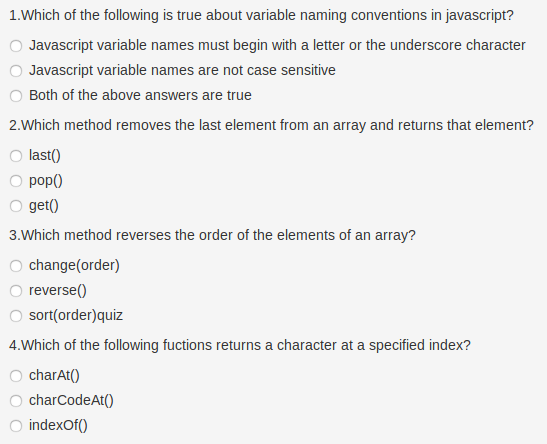 1.Which of the following is true about variable naming conventions in javascript?
Javascript variable names must begin with a letter or the underscore character
Javascript variable names are not case sensitive
Both of the above answers are true
2.Which method removes the last element from an array and returns that element?
last()
pop()
get()
3.Which method reverses the order of the elements of an array?
change(order)
reverse()
sort(order)quiz
4.Which of the following fuctions returns a character at a specified index?
charAt()
charCodeAt()
indexOf()